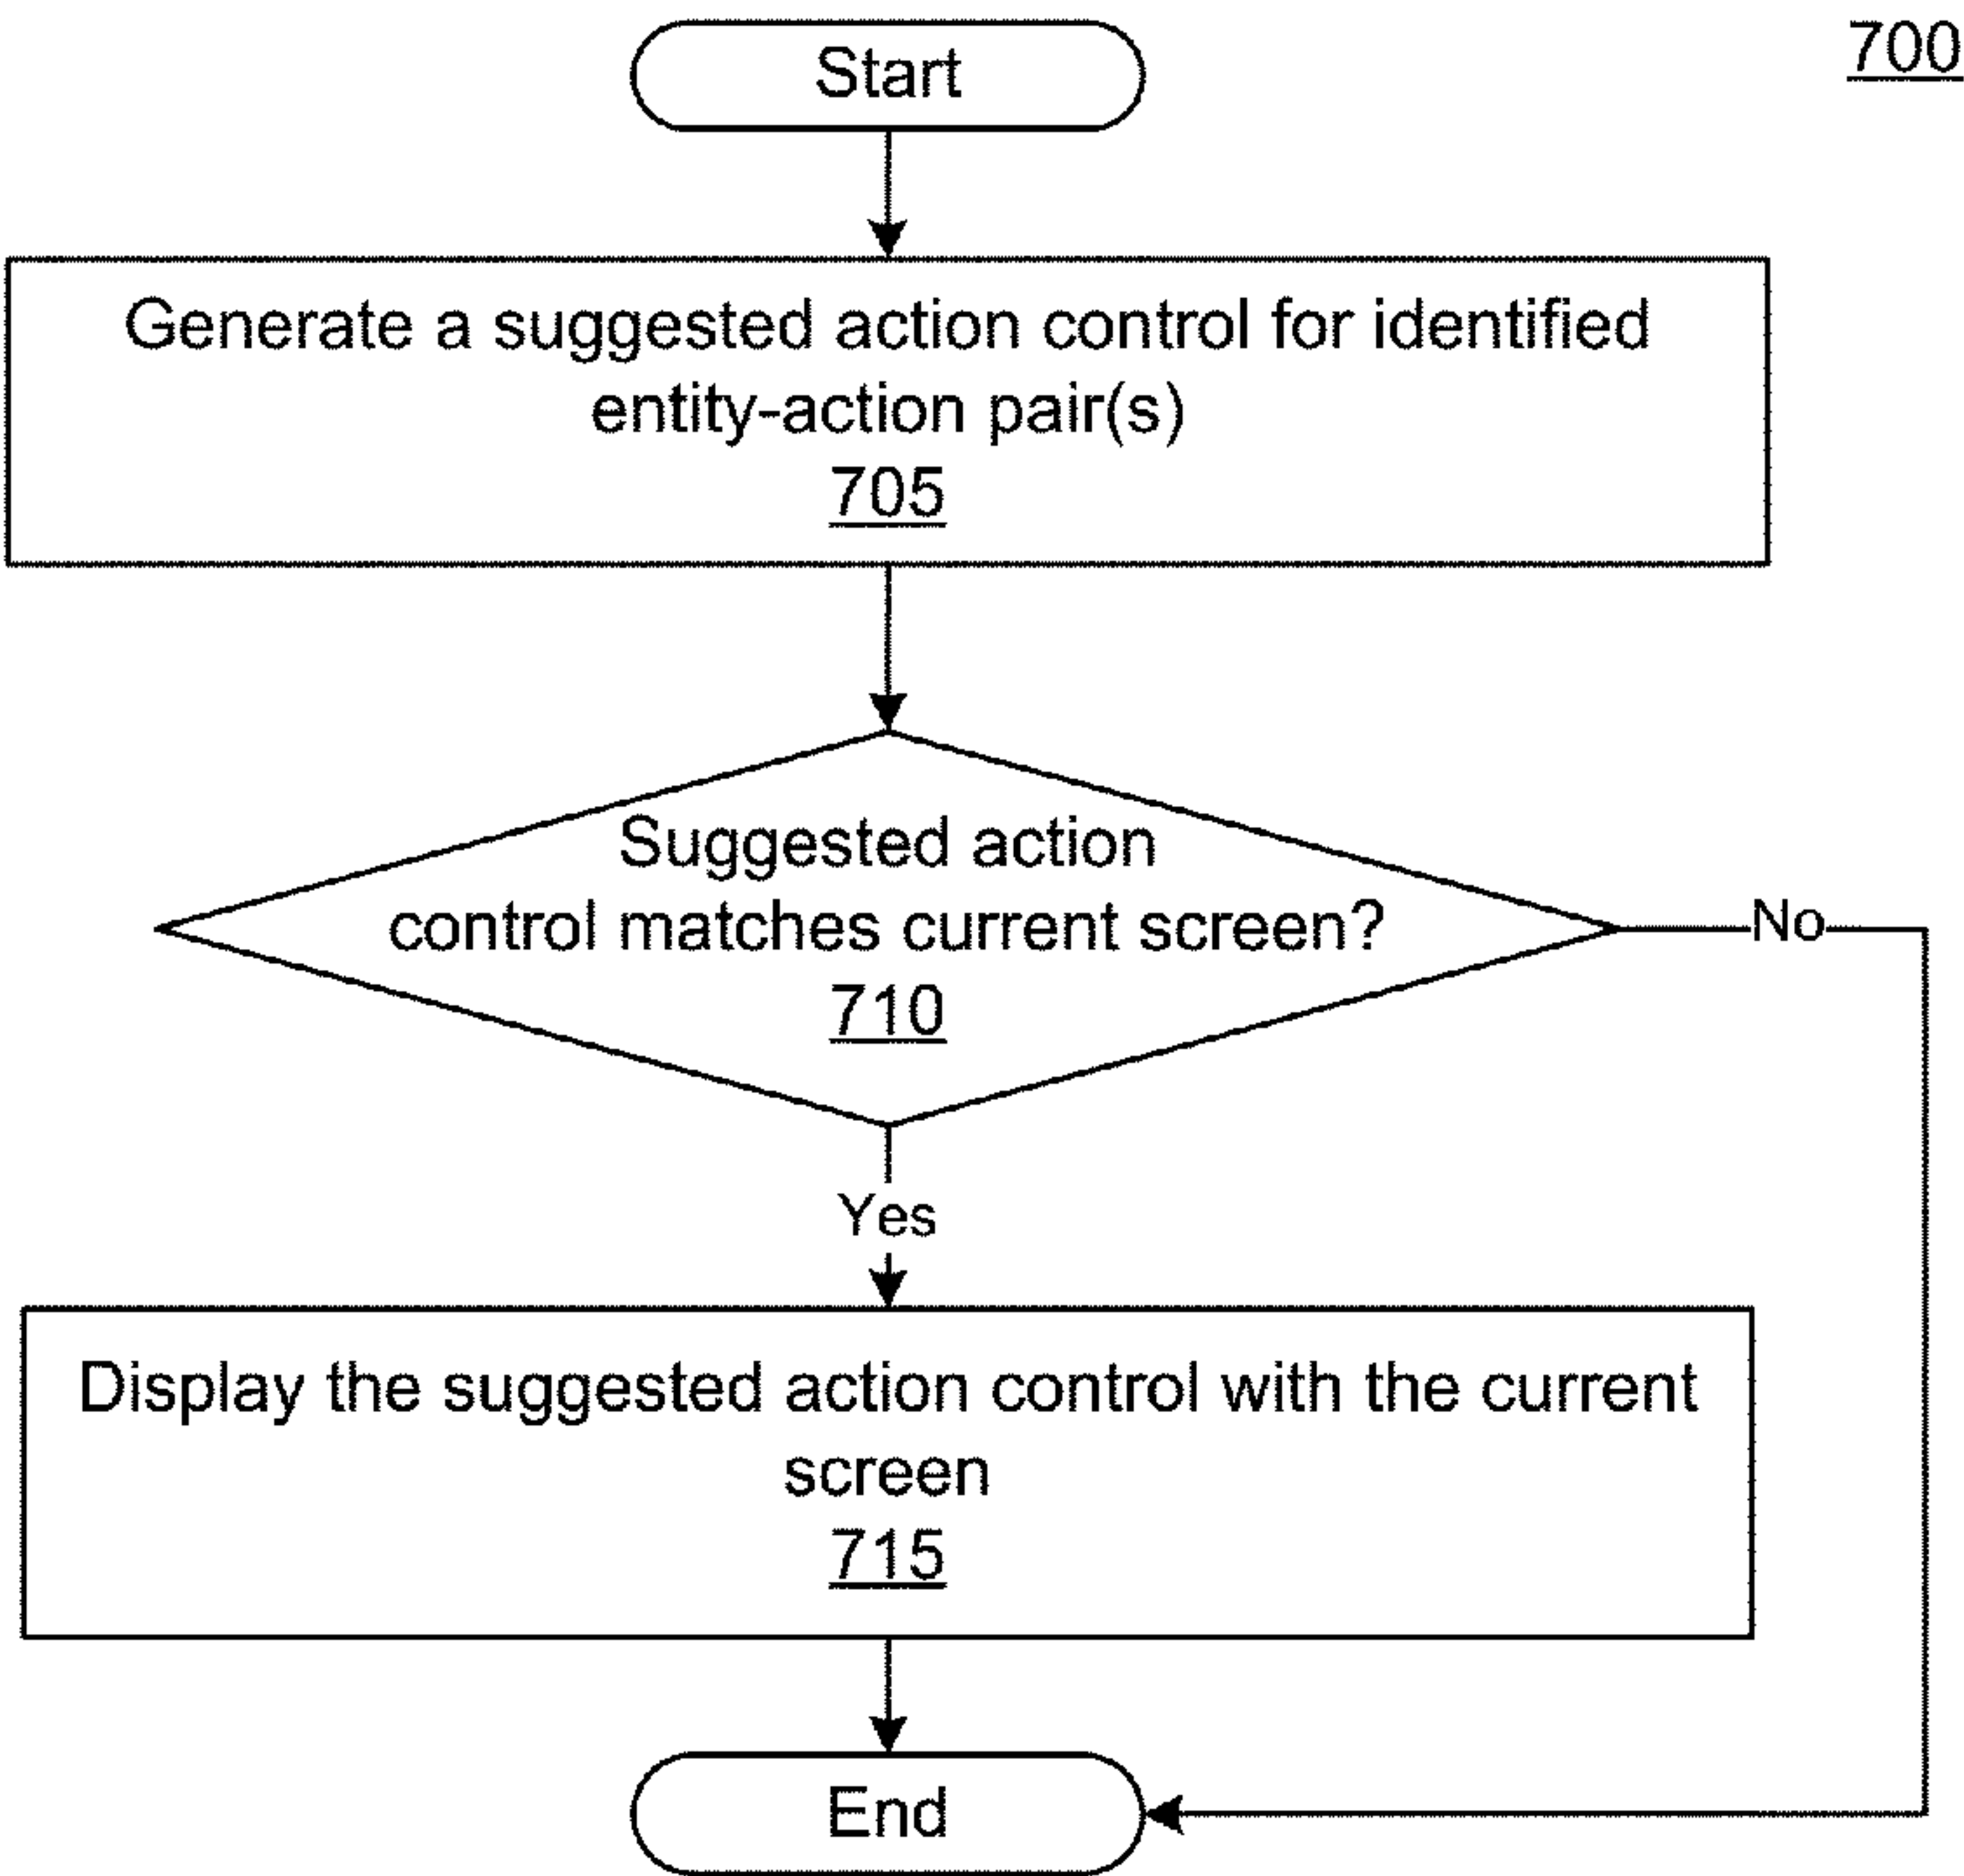 700
Start
Generate a suggested action control for identified
entity-action pair(s)
705
Suggested action
control matches current screen?
710
No
Yes
Display the suggested action control with the current
screen
715
End